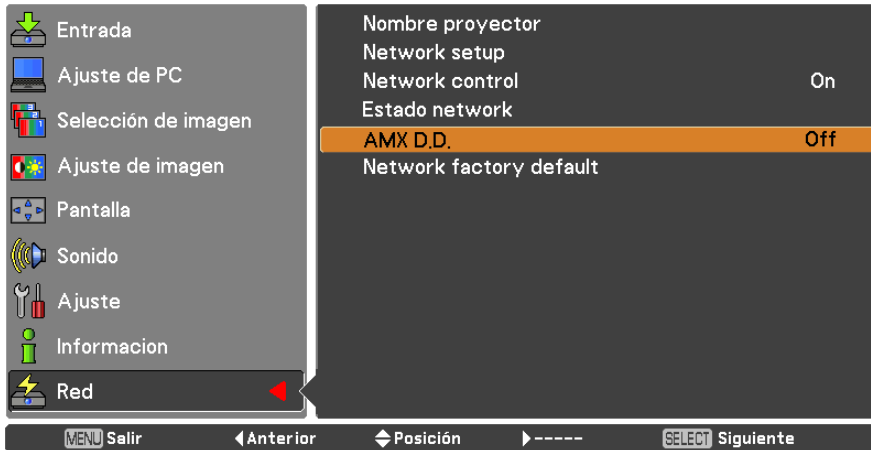 Entrada
Ajuste de PC
Selección de imagen
Ajuste de imagen
Pantalla
Sonido
Ajuste
Informacion
Red
Nombre proyector
Network setup
Network control On
Estado network
AMX D.D. Off
Network factory default
MENU Salir Anterior Posición ----- SELECT Siguiente